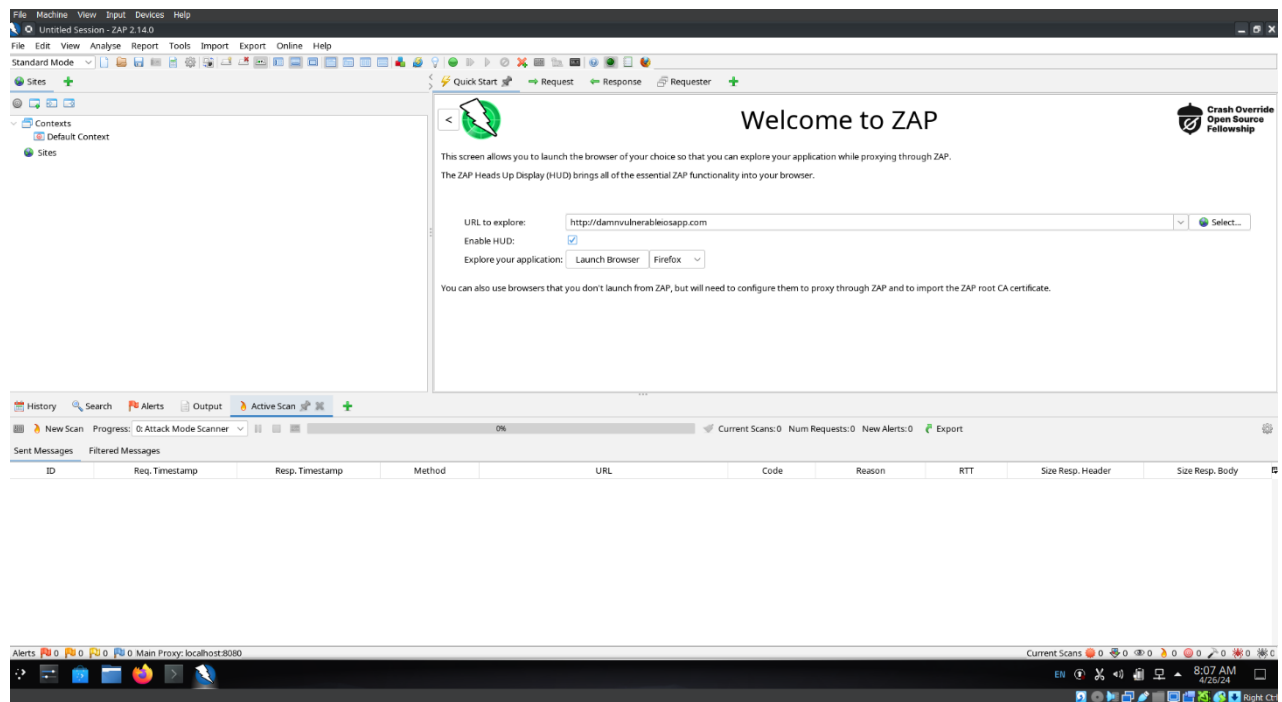 File Machine View Input Devices Help
Untitled Session - ZAP 2.14.0
File Edit View Analyse Report Tools Import Export Online Help
Standard Mode
Sites
Quick Start Request Response Requester
Contexts
Default Context
Sites
<
Welcome to ZAP
Crash Override
Open Source
Fellowship
This screen allows you to launch the browser of your choice so that you can explore your application while proxying through ZAP.
The ZAP Heads Up Display (HUD) brings all of the essential ZAP functionality into your browser.
URL to explore: http://damnvulnerableiosapp.com Select...
Enable HUD:
Explore your application: Launch Browser Firefox
You can also use browsers that you don't launch from ZAP, but will need to configure them to proxy through ZAP and to import the ZAP root CA certificate.
History Search Alerts Output Active Scan
New Scan Progress: 0: Attack Mode Scanner 0% Current Scans: 0 Num Requests: 0 New Alerts: 0 Export
Sent Messages Filtered Messages
ID Req. Timestamp Resp. Timestamp Method URL Code Reason RTT Size Resp. Header Size Resp. Body
Alerts 0 0 0 0 Main Proxy: localhost:8080 Current Scans 0 0 0 0 0 0 0 0
EN 8:07 AM
4/26/24
Right Ctrl